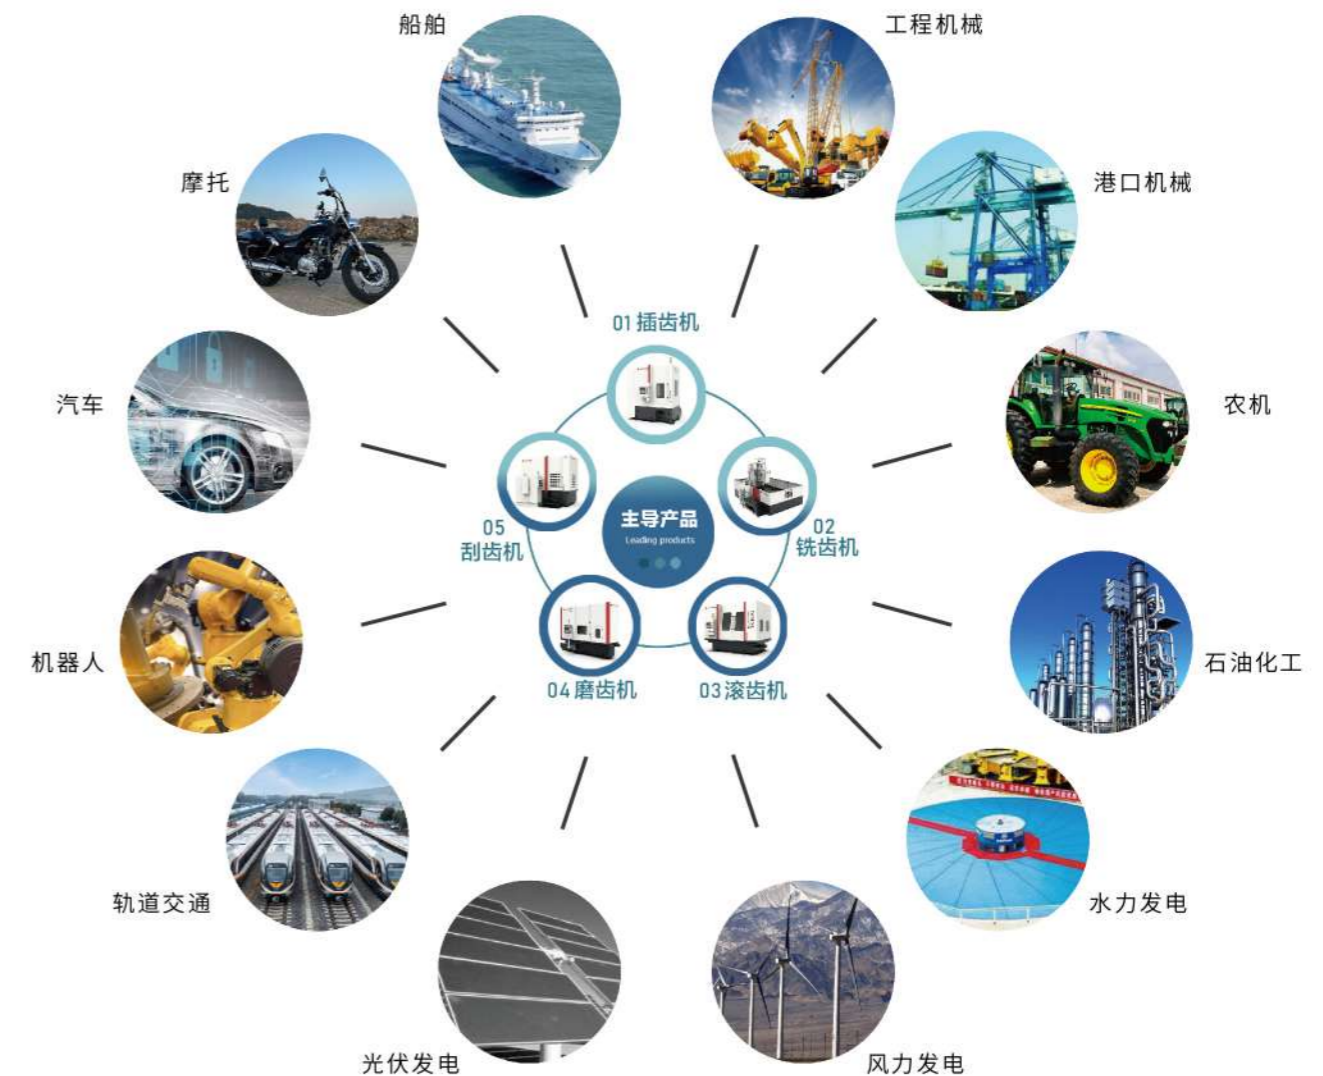 船舶
工程机械
摩托
港口机械
01 插齿机
汽车
农机
主导产品
Leading products
05
刮齿机
02
铣齿机
机器人
石油化工
04 磨齿机
03 滚齿机
轨道交通
水力发电
光伏发电
风力发电